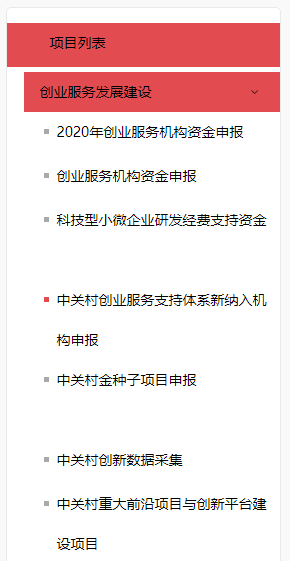 项目列表
创业服务发展建设
2020年创业服务机构资金申报
创业服务机构资金申报
科技型小微企业研发经费支持资金
中关村创业服务支持体系新纳入机
构申报
中关村金种子项目申报
中关村创新数据采集
中关村重大前沿项目与创新平台建
设项目